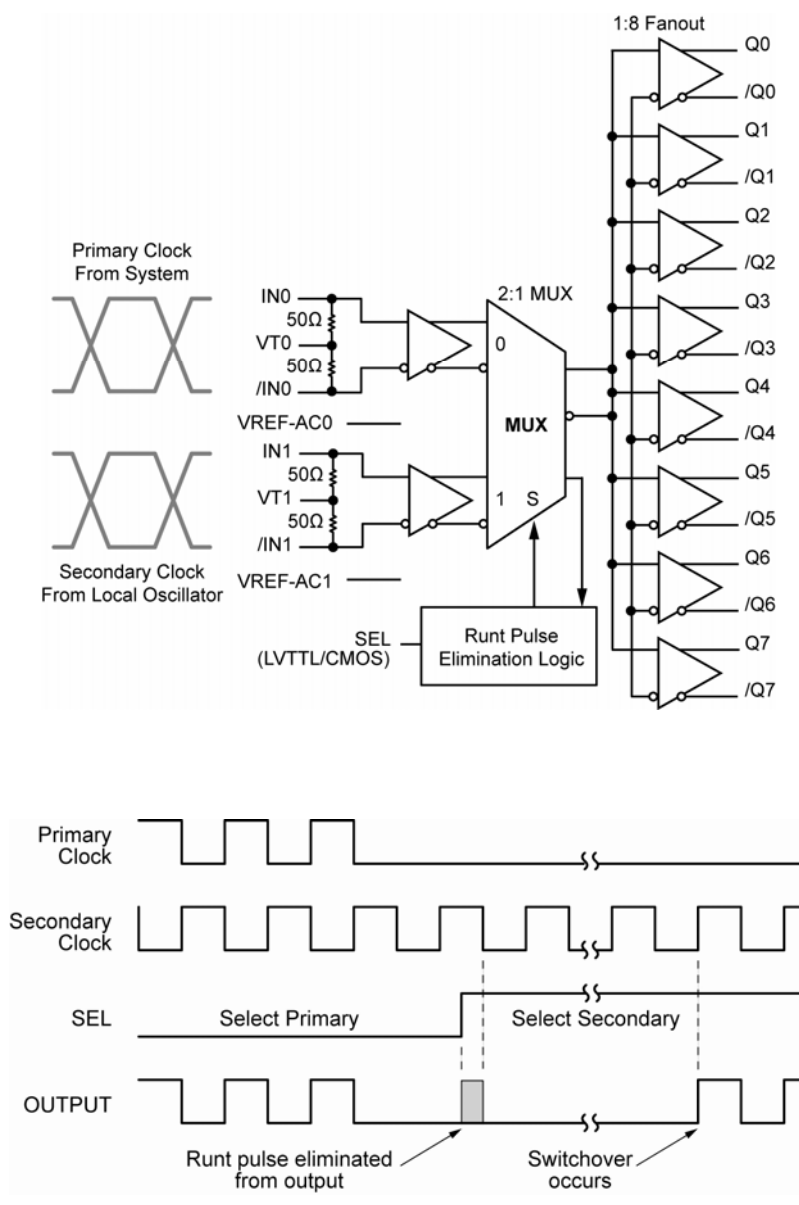 1:8 Fanout
Q0
/Q0
Q1
/Q1
Q2
/Q2
Q3
/Q3
Q4
/Q4
Q5
/Q5
Q6
/Q6
Q7
/Q7
Primary Clock
From System
Secondary Clock
From Local Oscillator
IN0
50Ω
VT0
50Ω
/IN0
VREF-AC0
IN1
50Ω
VT1
50Ω
/IN1
VREF-AC1
2:1 MUX
0
MUX
1 S
SEL
(LVTTL/CMOS)
Runt Pulse
Elimination Logic
Primary
Clock
Secondary
Clock
SEL
Select Primary
Select Secondary
OUTPUT
Runt pulse eliminated
from output
Switchover
occurs